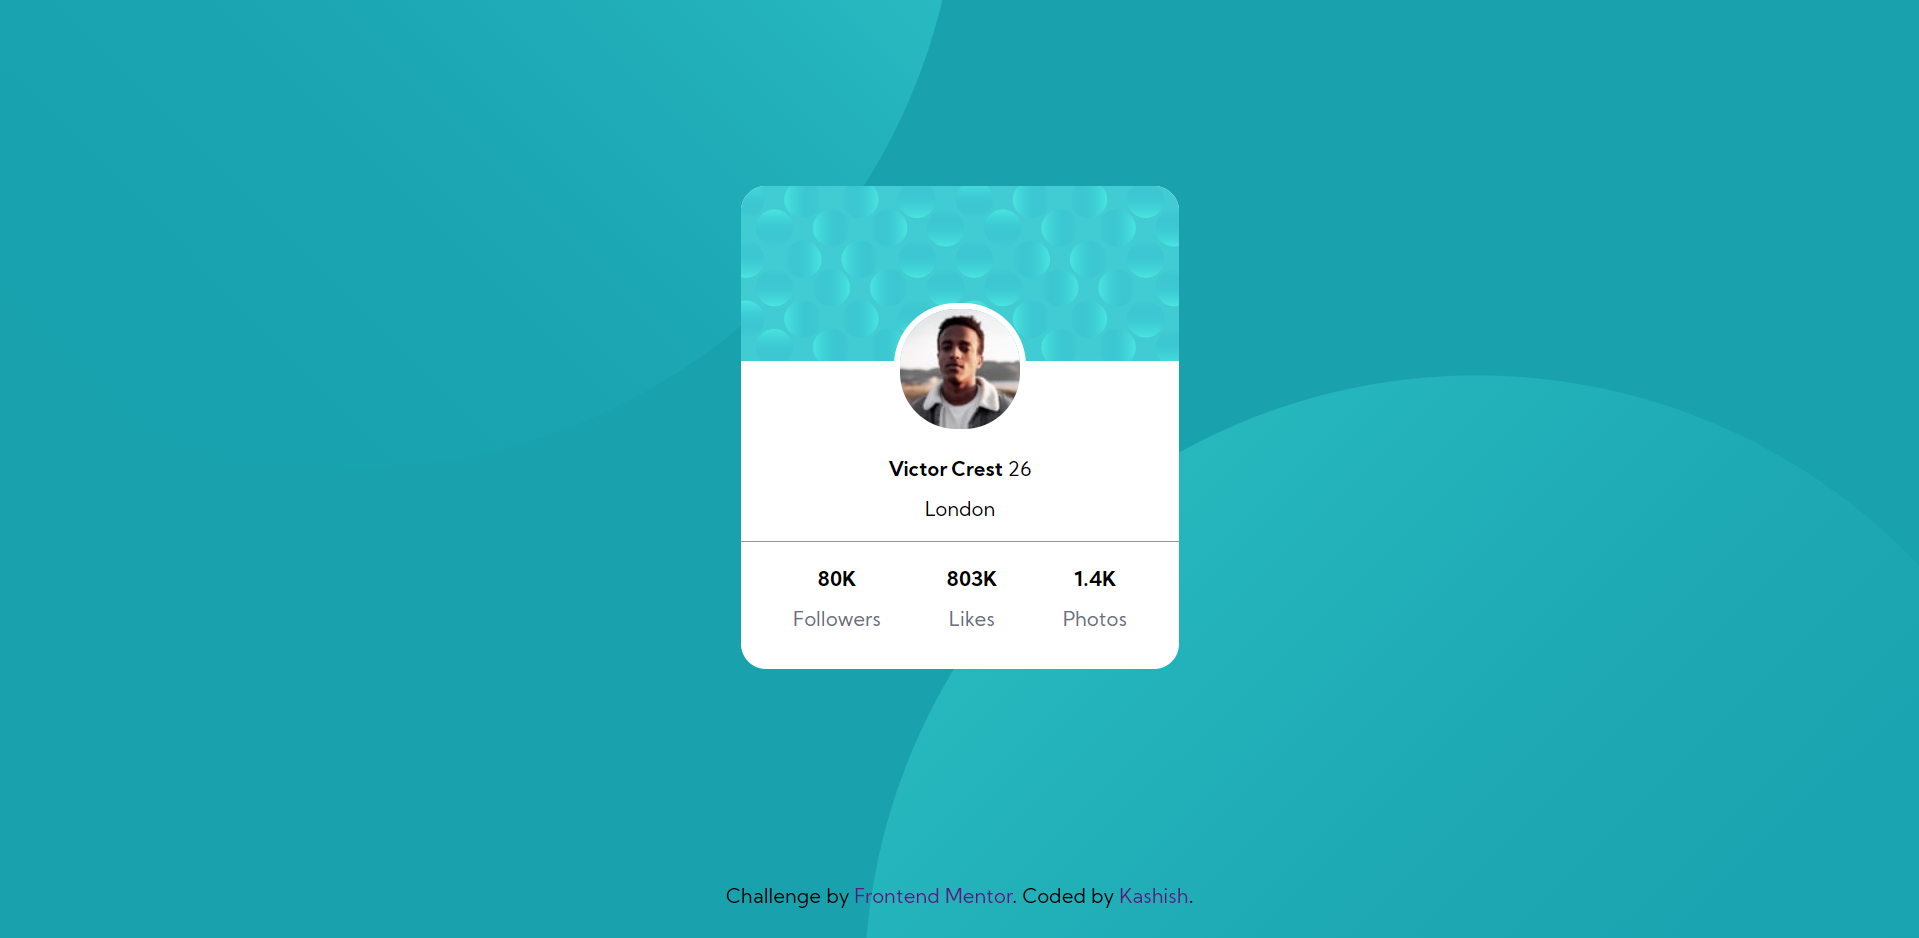 Victor Crest 26
London
80K 803K 1.4K
Followers Likes Photos
Challenge by Frontend Mentor. Coded by Kashish.